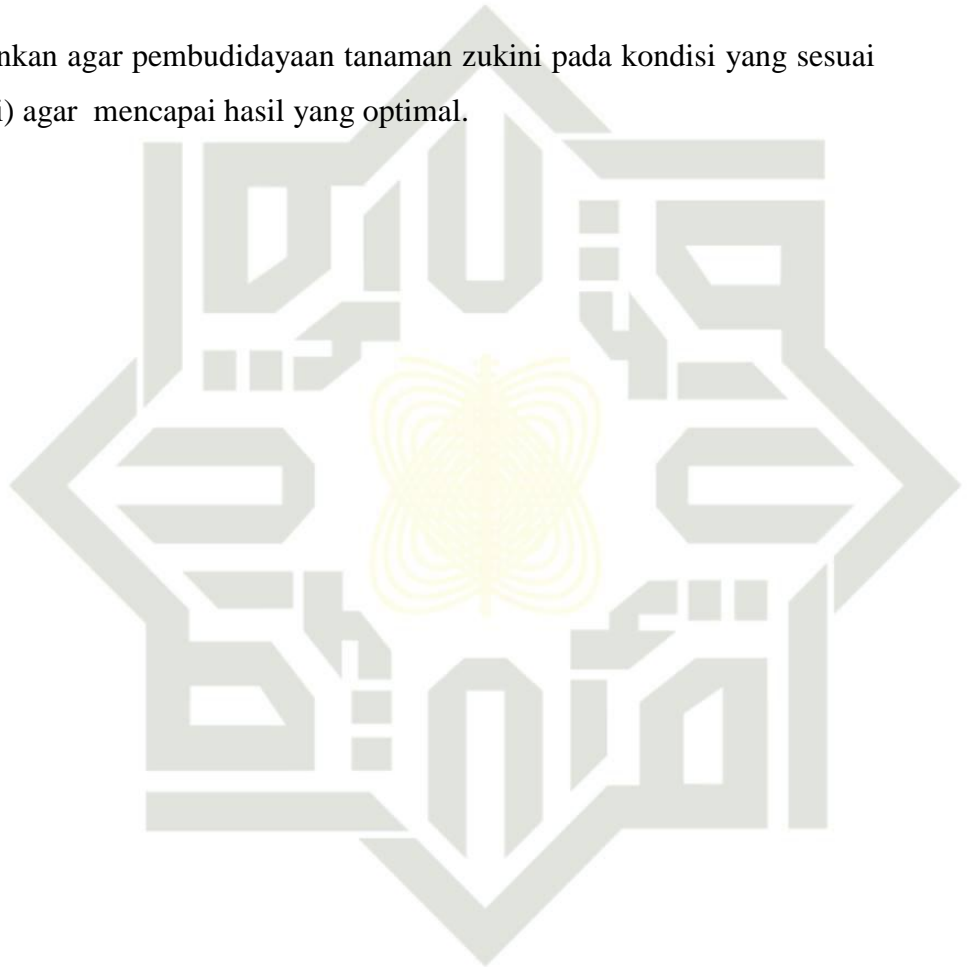 nkan agar pembudidayaan tanaman zukini pada kondisi yang sesuai
i) agar mencapai hasil yang optimal.